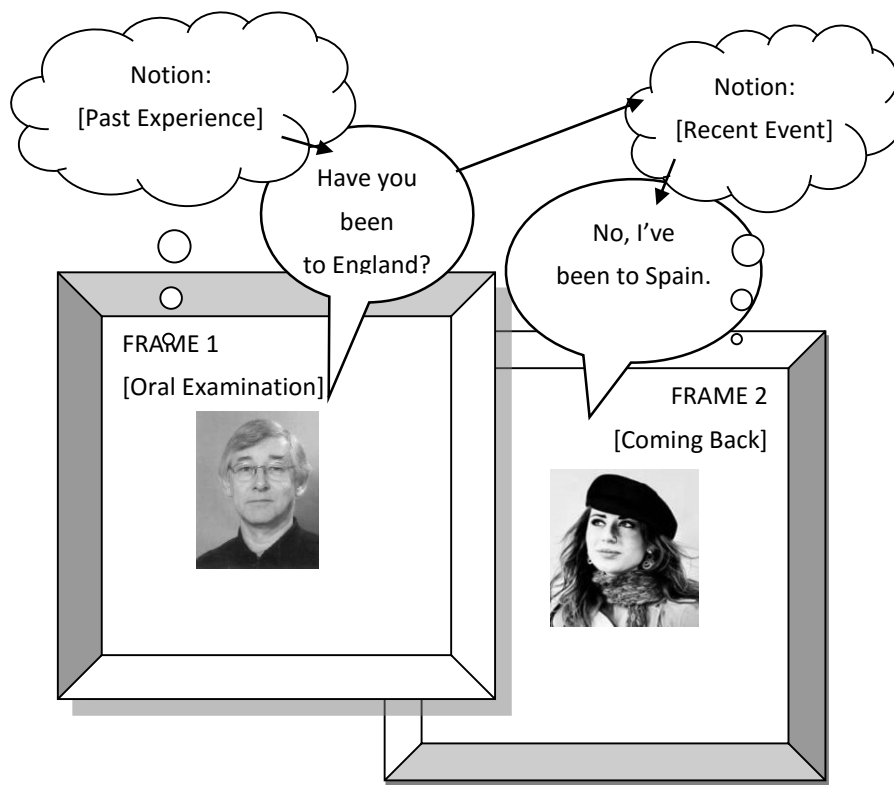 Notion:
[Past Experience]
Have you
been
to England?
Notion:
[Recent Event]
No, I’ve
been to Spain.
FRAME 1
[Oral Examination]
FRAME 2
[Coming Back]